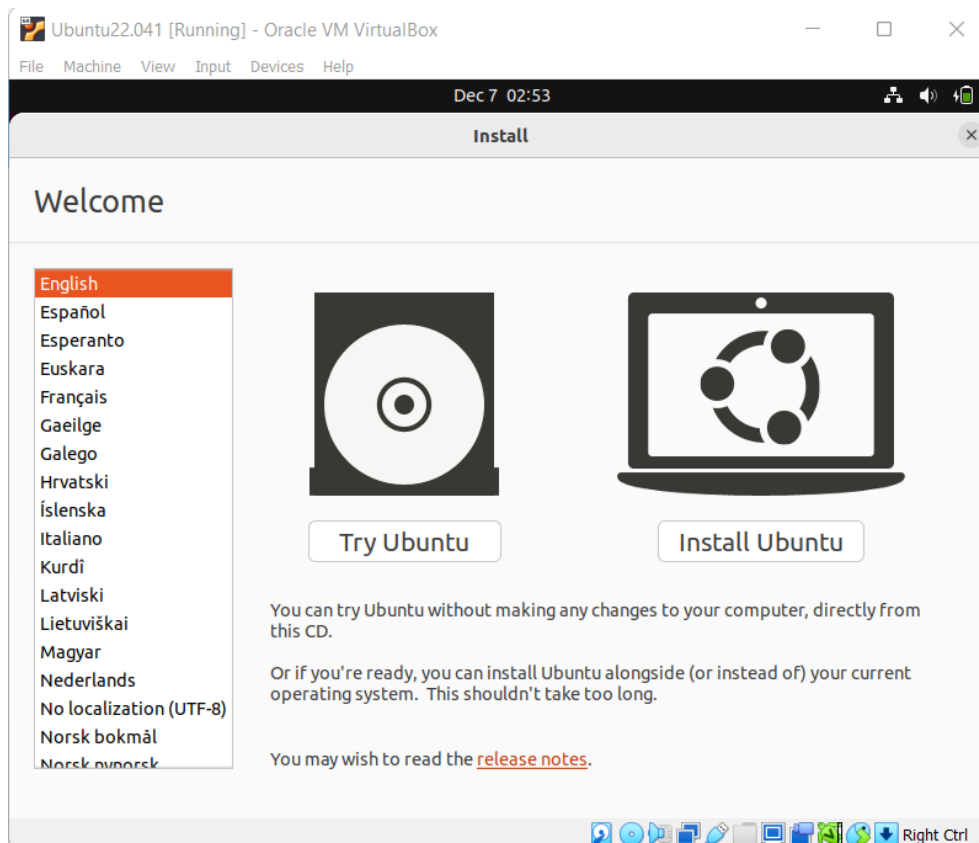 Ubuntu22.041 [Running] - Oracle VM VirtualBox
File Machine View Input Devices Help
Dec 7 02:53
Install
Welcome
English
Español
Esperanto
Euskara
Français
Gaeilge
Galego
Hrvatski
Íslenska
Italiano
Kurdî
Latviski
Lietuviškai
Magyar
Nederlands
No localization (UTF-8)
Norsk bokmål
Norsk nynorsk
Try Ubuntu
Install Ubuntu
You can try Ubuntu without making any changes to your computer, directly from
this CD.
Or if you're ready, you can install Ubuntu alongside (or instead of) your current
operating system. This shouldn't take too long.
You may wish to read the release notes.
Right Ctrl